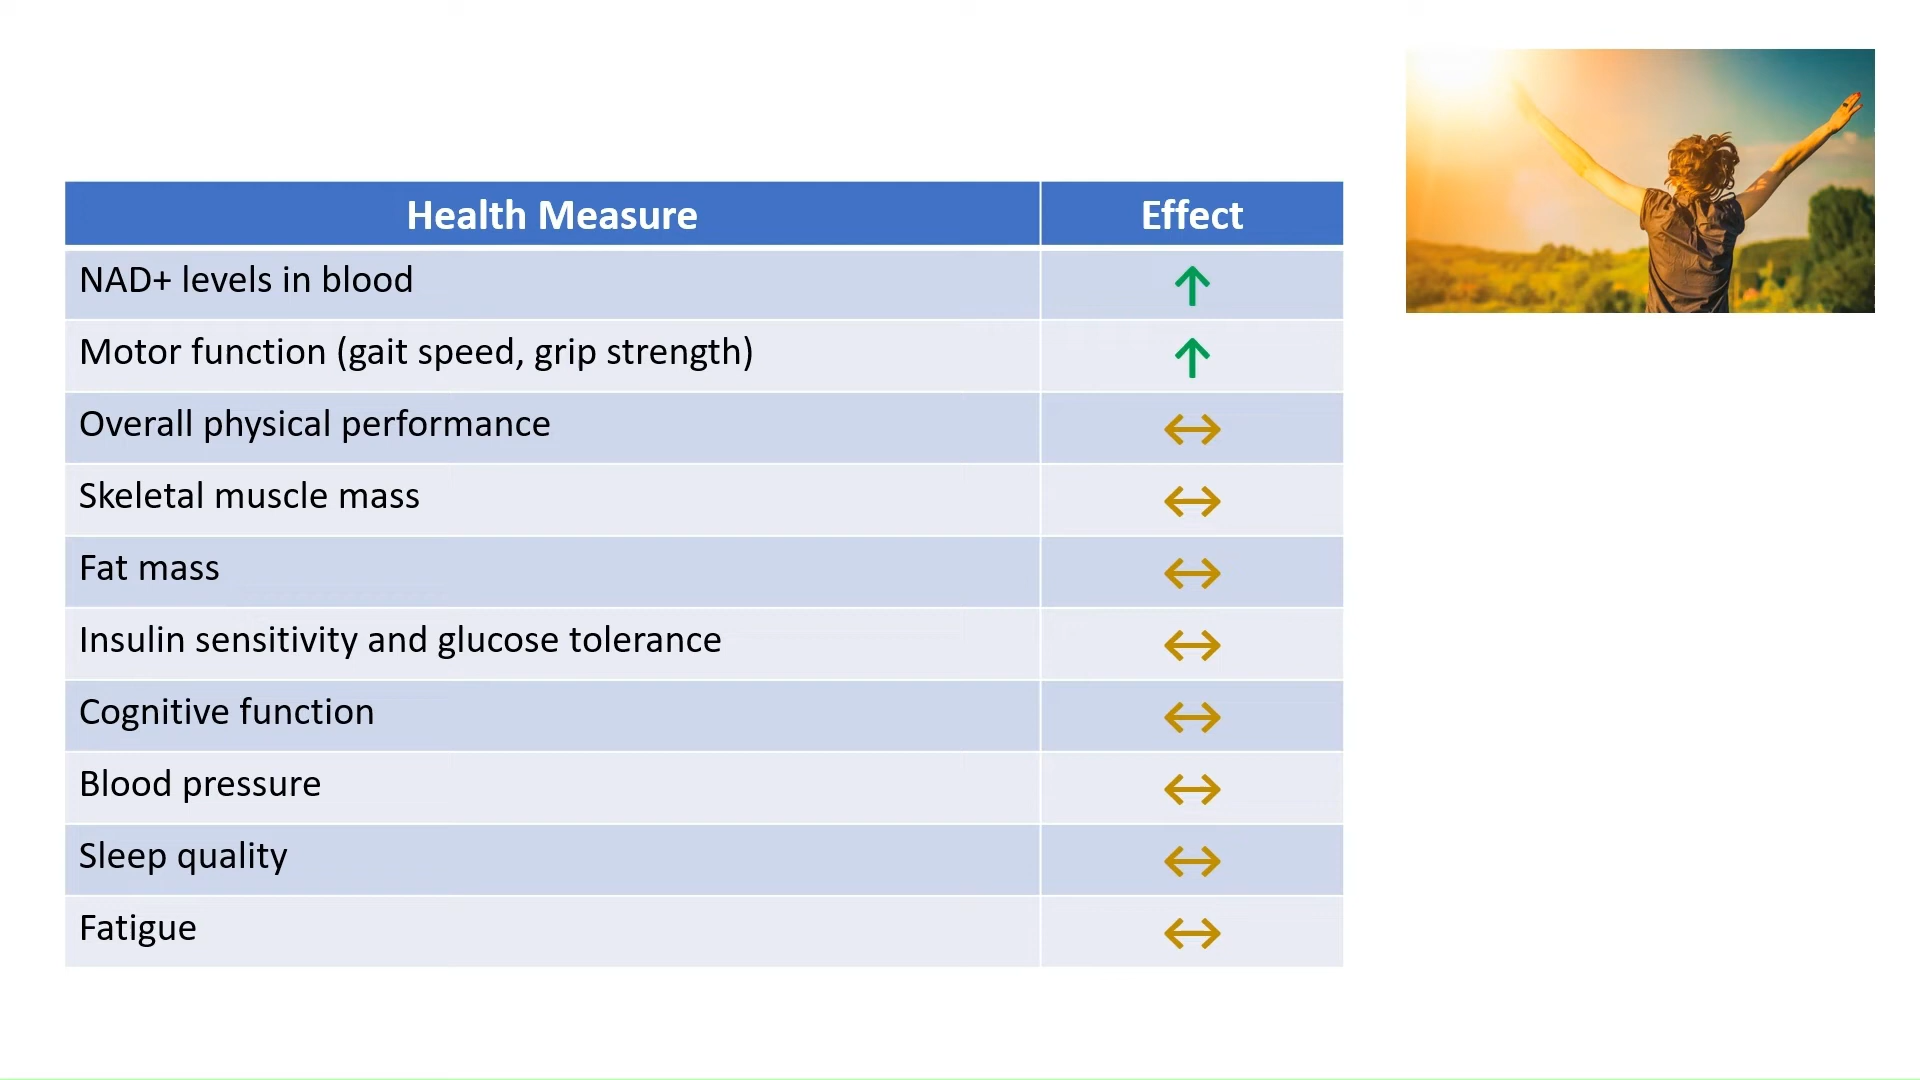 Health Measure Effect
NAD+ levels in blood ↑
Motor function (gait speed, grip strength) ↑
Overall physical performance ↔
Skeletal muscle mass ↔
Fat mass ↔
Insulin sensitivity and glucose tolerance ↔
Cognitive function ↔
Blood pressure ↔
Sleep quality ↔
Fatigue ↔